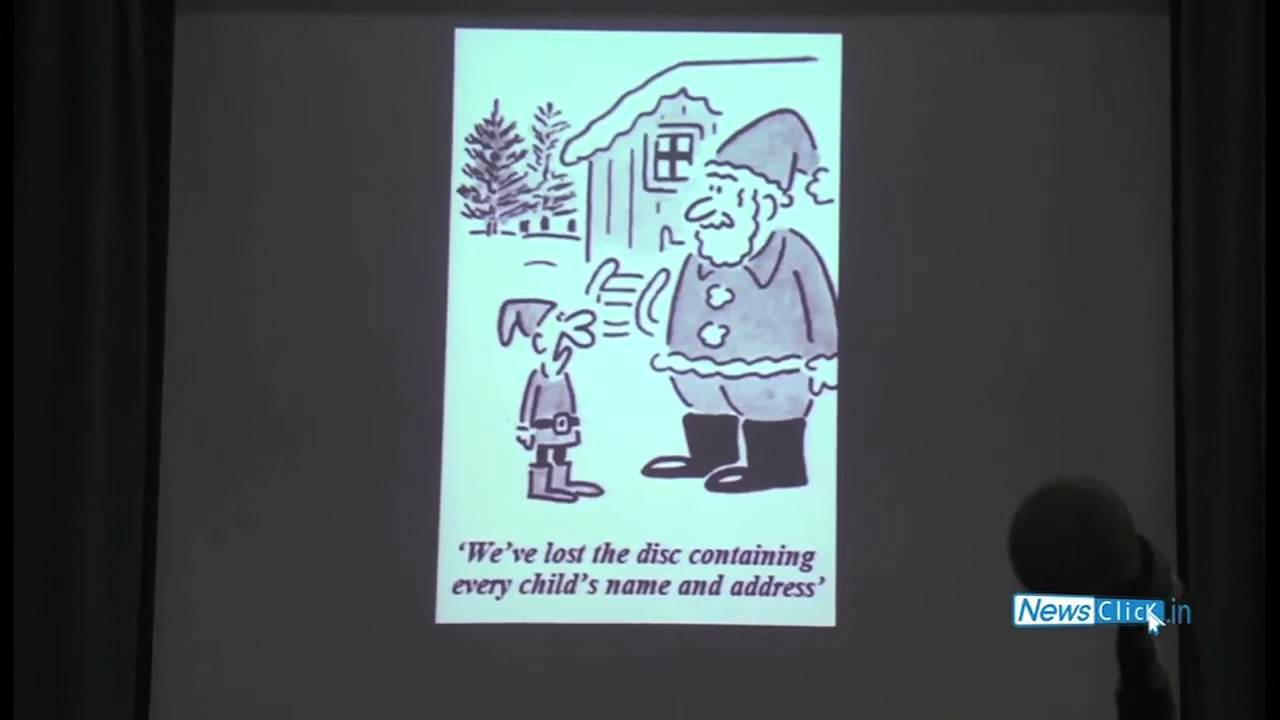 ‘We’ve lost the disc containing
every child’s name and address’
NewsClick.in